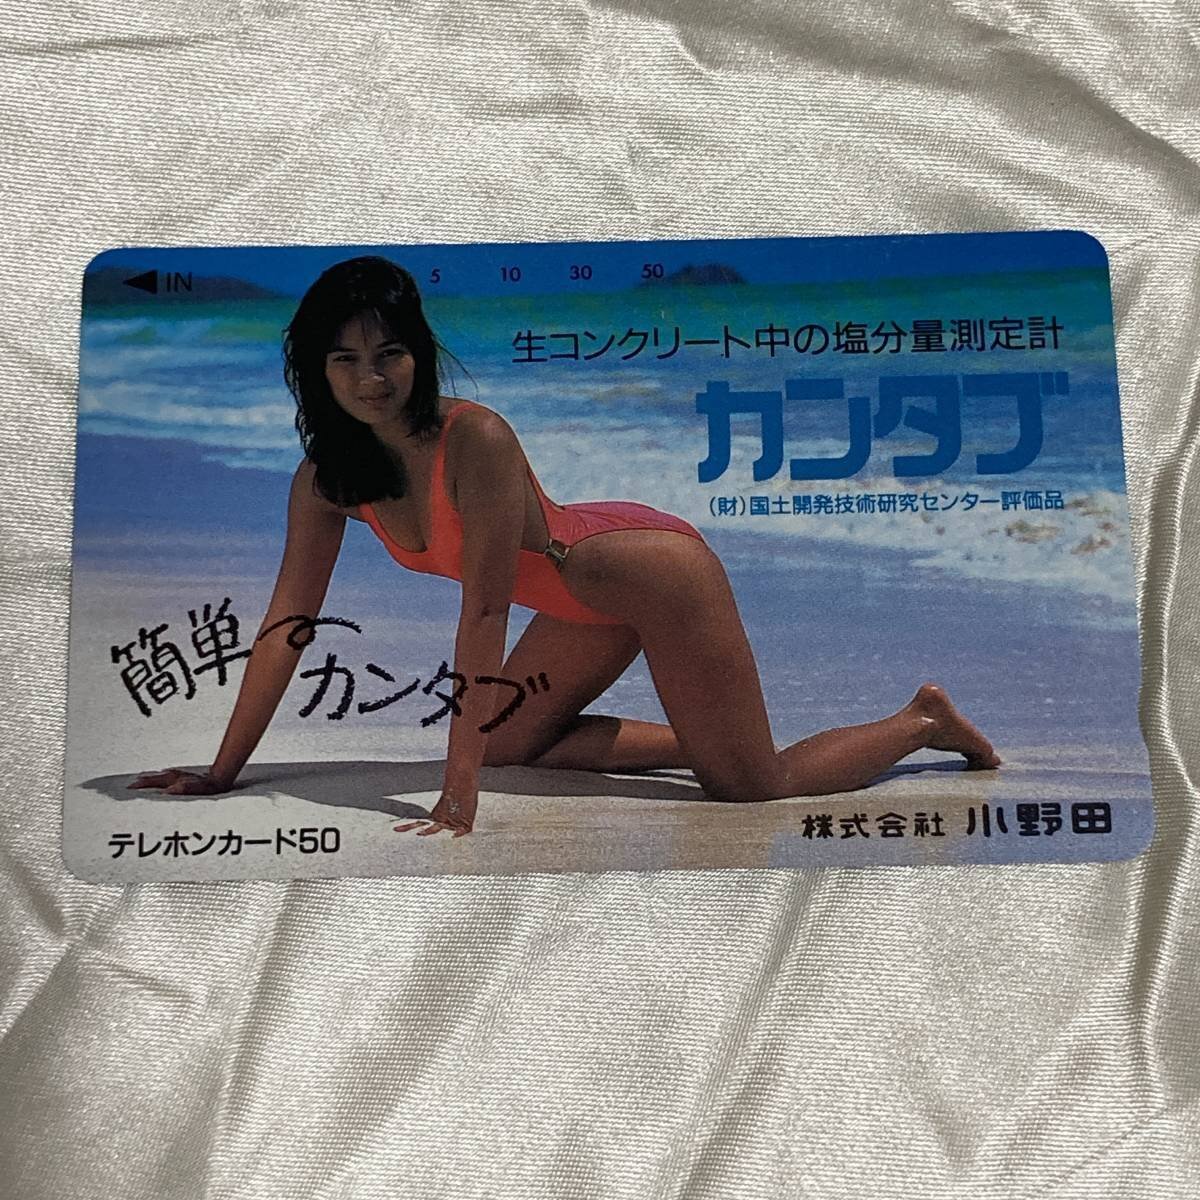 ◀IN 5 10 30 50
生コンクリート中の塩分量測定計
カンタブ
(財)国土開発技術研究センター評価品
簡単
カンタブ
テレホンカード50
株式会社 小野田